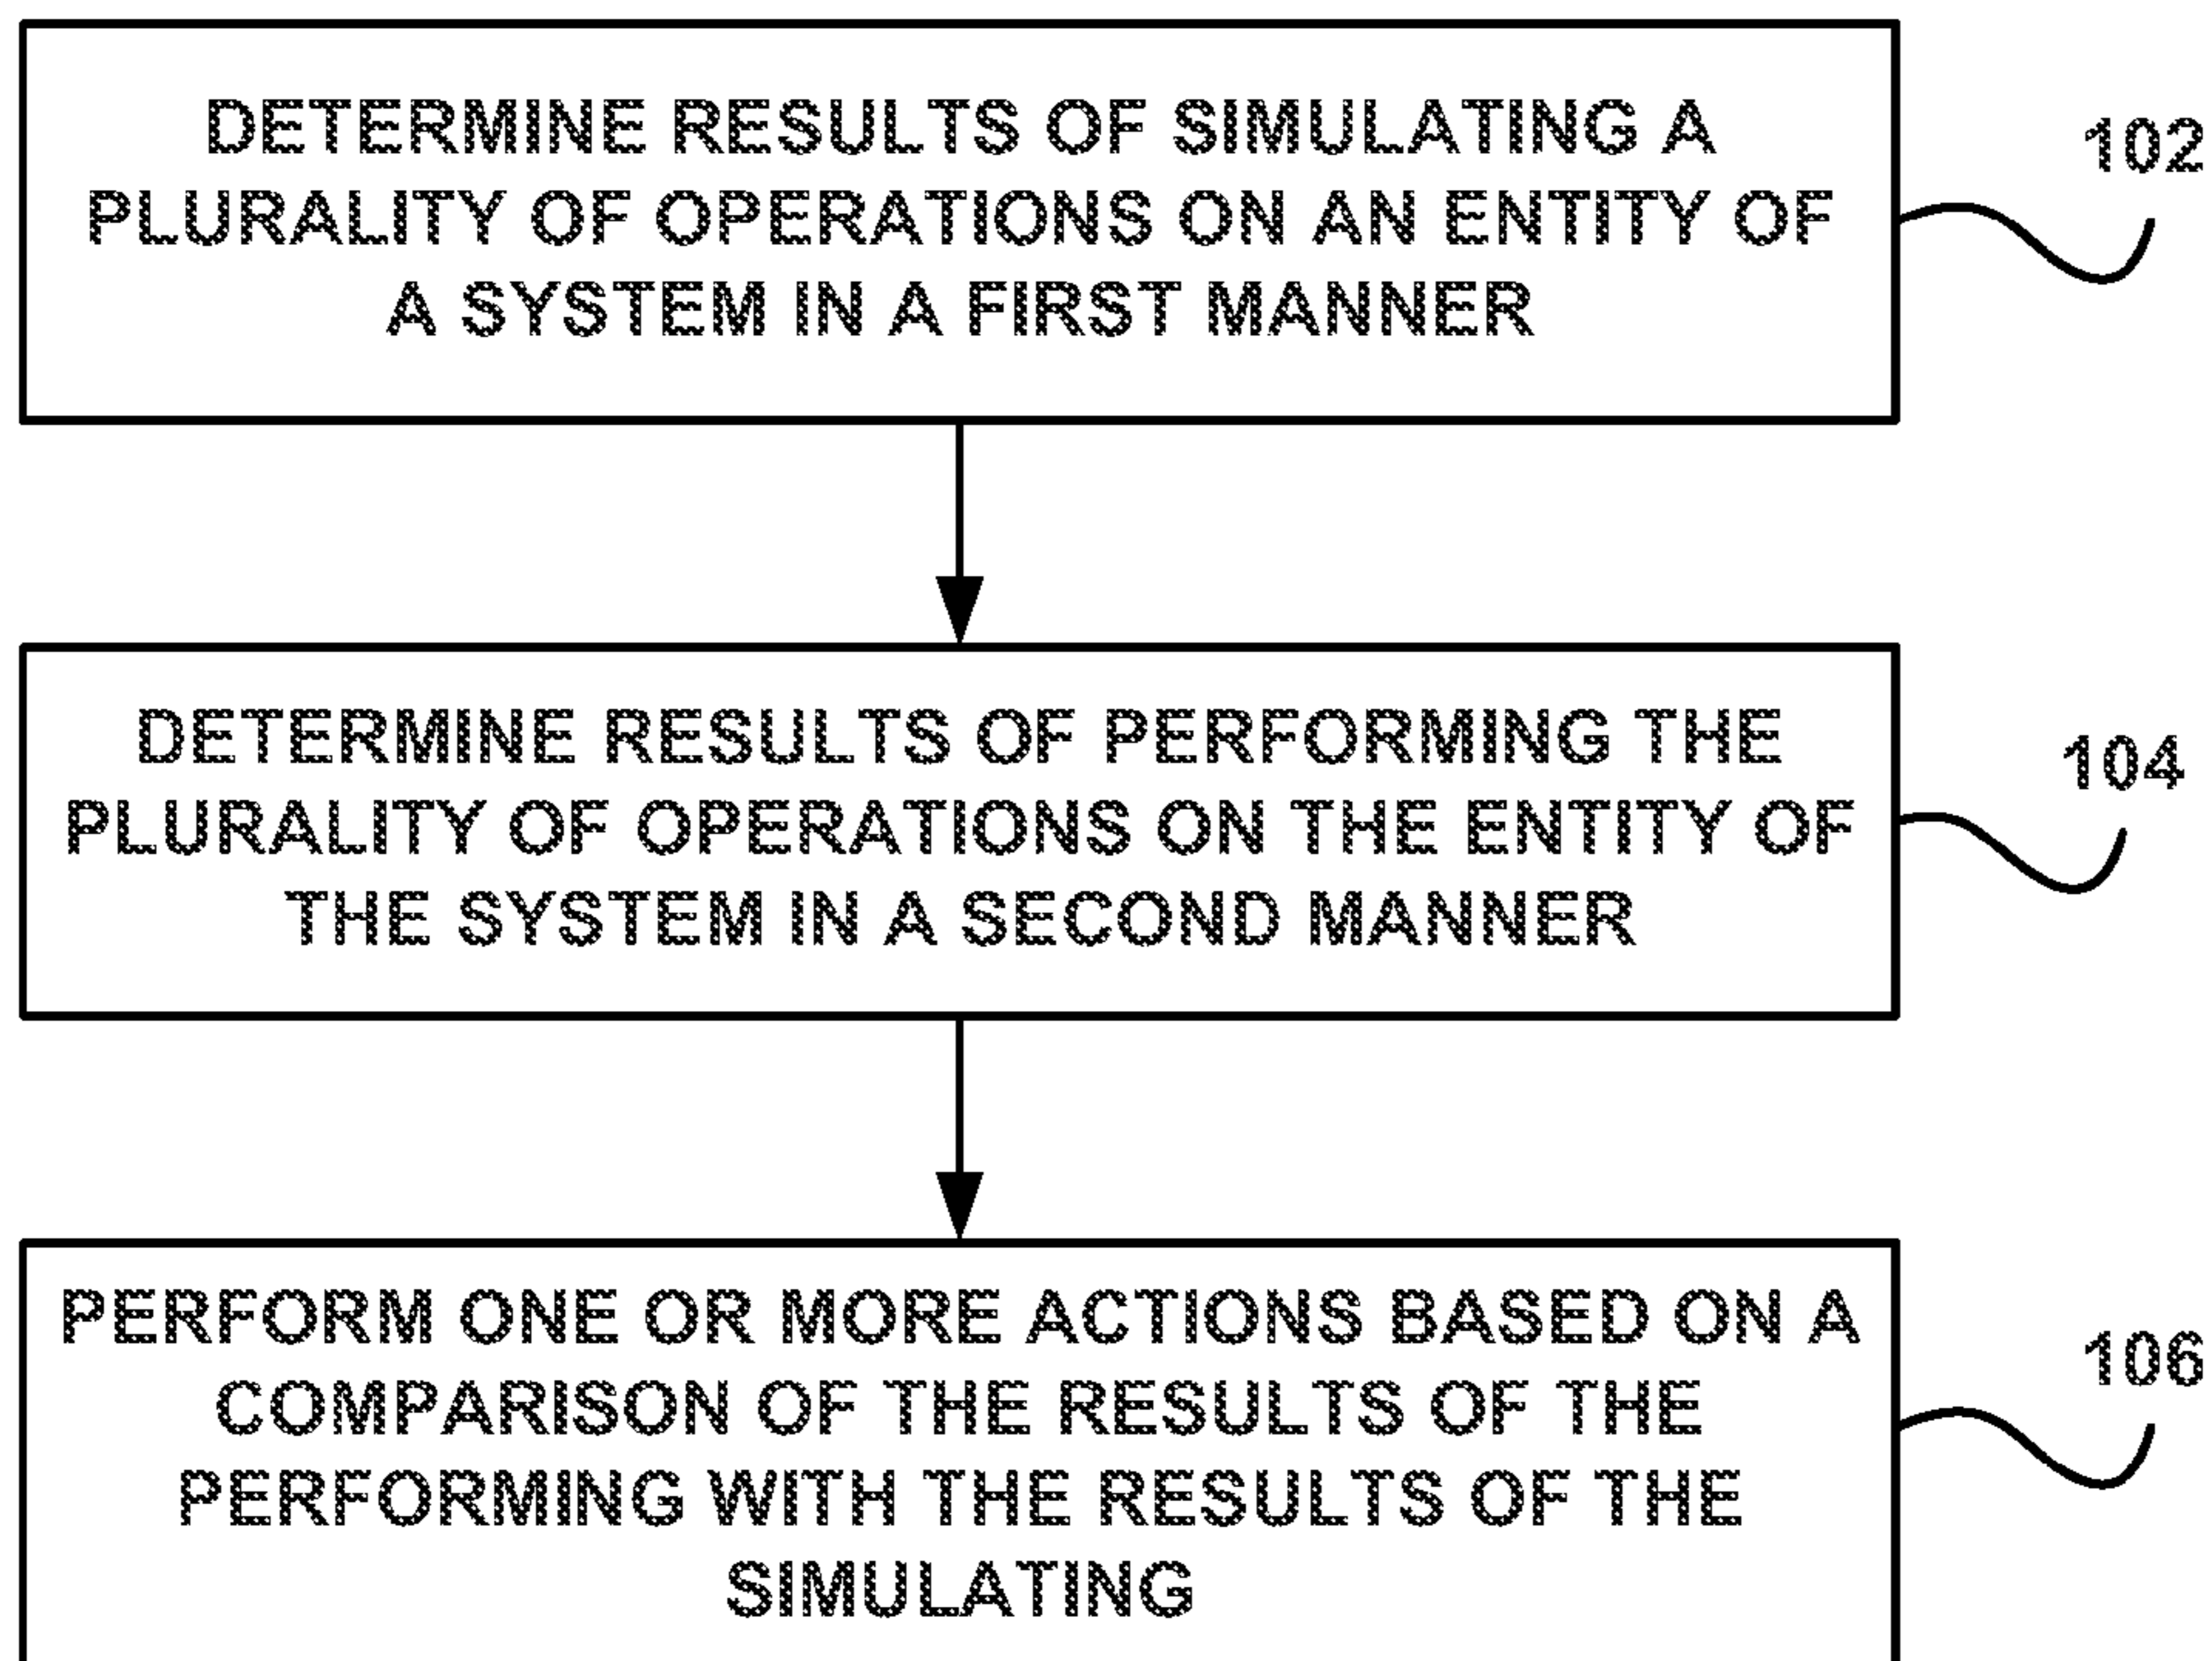 DETERMINE RESULTS OF SIMULATING A
PLURALITY OF OPERATIONS ON AN ENTITY OF
A SYSTEM IN A FIRST MANNER
102
DETERMINE RESULTS OF PERFORMING THE
PLURALITY OF OPERATIONS ON THE ENTITY OF
THE SYSTEM IN A SECOND MANNER
104
PERFORM ONE OR MORE ACTIONS BASED ON A
COMPARISON OF THE RESULTS OF THE
PERFORMING WITH THE RESULTS OF THE
SIMULATING
106